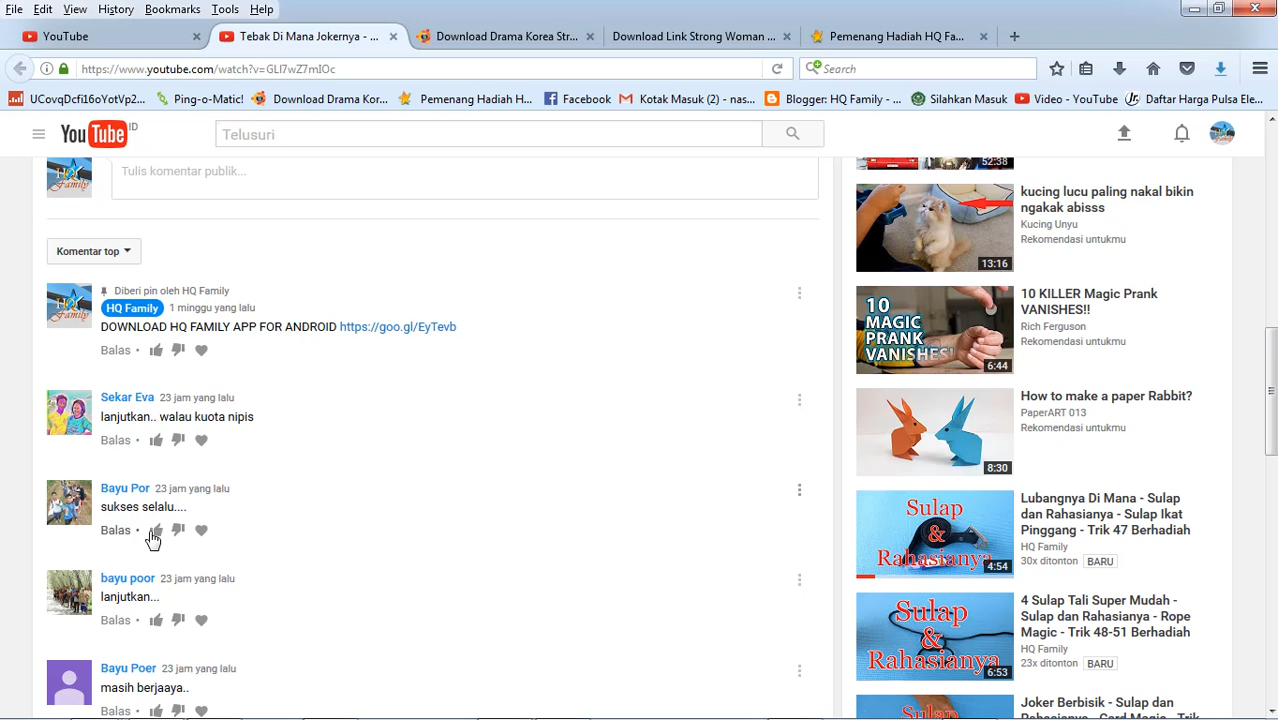 File Edit View History Bookmarks Tools Help
YouTube
Tebak Di Mana Jokernya - ...
Download Drama Korea Str...
Download Link Strong Woman ...
Pemenang Hadiah HQ Fa...
https://www.youtube.com/watch?v=GLl7wZ7mIOc
Search
UCovqDcfi16oYotVp2...
Ping-o-Matic!
Download Drama Kor...
Pemenang Hadiah H...
Facebook
Kotak Masuk (2) - nas...
Blogger: HQ Family - ...
Silahkan Masuk
Video - YouTube
Daftar Harga Pulsa Ele...
YouTube ID
Telusuri
Tulis komentar publik...
Komentar top
Diberi pin oleh HQ Family
HQ Family 1 minggu yang lalu
DOWNLOAD HQ FAMILY APP FOR ANDROID https://goo.gl/EyTevb
Balas
Sekar Eva 23 jam yang lalu
lanjutkan.. walau kuota nipis
Balas
Bayu Por 23 jam yang lalu
sukses selalu....
Balas
bayu poor 23 jam yang lalu
lanjutkan...
Balas
Bayu Poer 23 jam yang lalu
masih berjaaya..
Balas
52:38
kucing lucu paling nakal bikin
ngakak abisss
Kucing Unyu
Rekomendasi untukmu
13:16
10 KILLER Magic Prank
VANISHES!!
Rich Ferguson
Rekomendasi untukmu
10
MAGIC
PRANK
VANISHES!
6:44
How to make a paper Rabbit?
PaperART 013
Rekomendasi untukmu
8:30
Lubangnya Di Mana - Sulap
dan Rahasianya - Sulap Ikat
Pinggang - Trik 47 Berhadiah
HQ Family
30x ditonton BARU
Sulap
&
Rahasianya
4:54
4 Sulap Tali Super Mudah -
Sulap dan Rahasianya - Rope
Magic - Trik 48-51 Berhadiah
HQ Family
23x ditonton BARU
Sulap
&
Rahasianya
6:53
Joker Berbisik - Sulap dan
Rahasianya - Card Magic - Trik